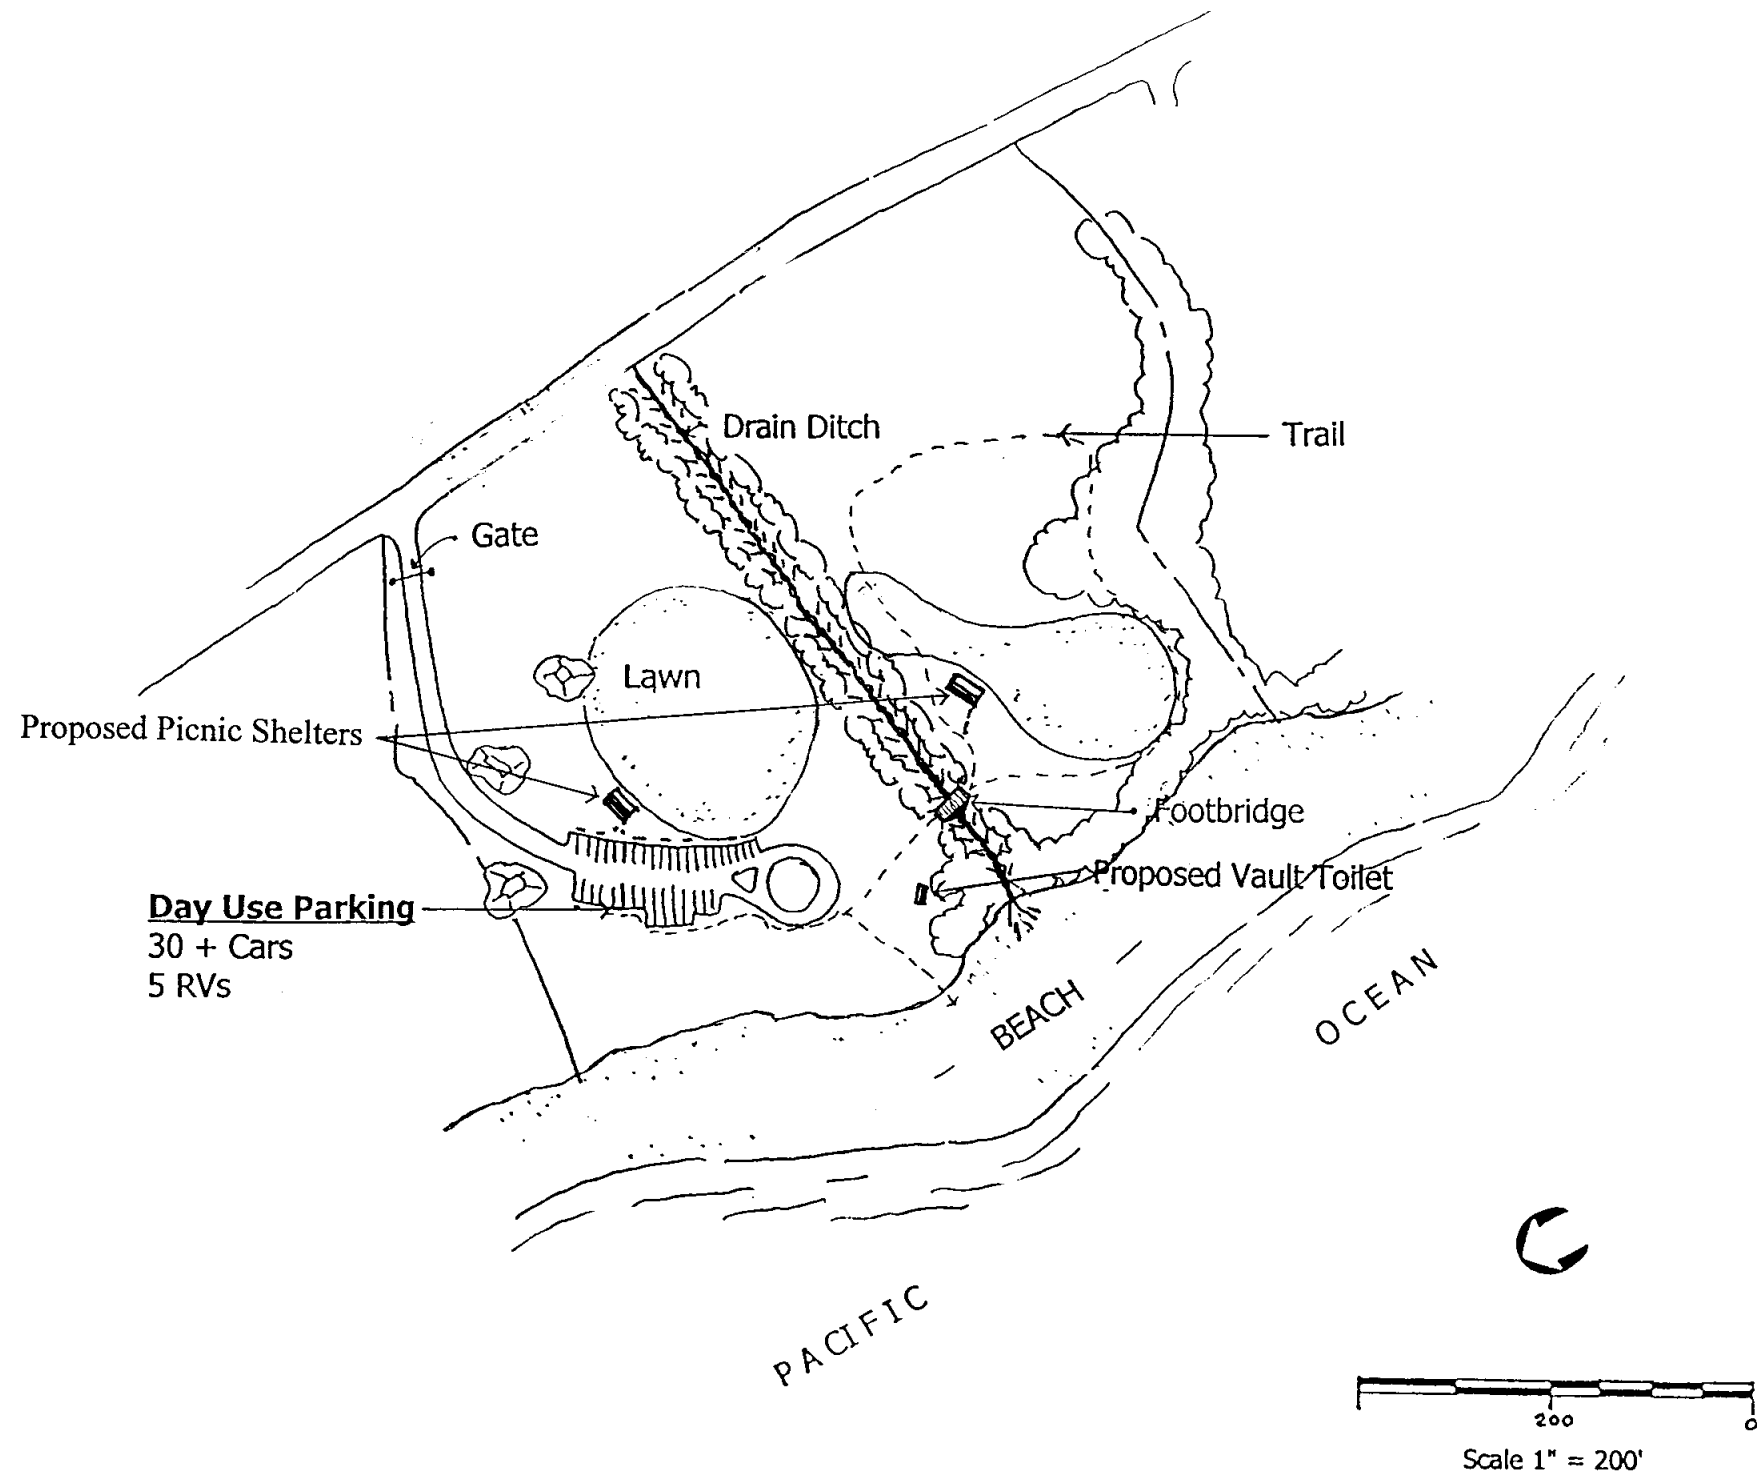 Drain Ditch
Trail
Gate
Lawn
Proposed Picnic Shelters
Footbridge
Proposed Vault Toilet
Day Use Parking
30 + Cars
5 RVs
BEACH
OCEAN
PACIFIC
200 0
Scale 1" = 200'